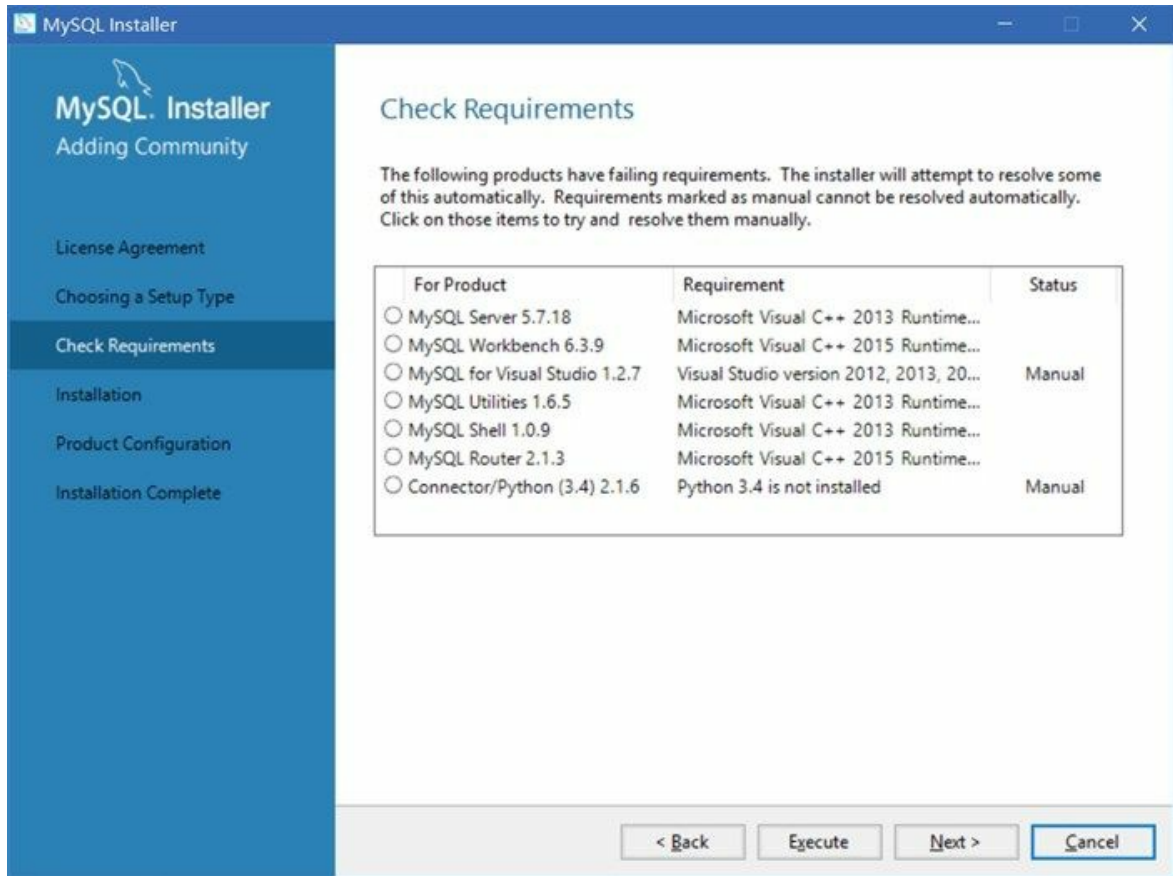 MySQL Installer
MySQL. Installer
Adding Community
License Agreement
Choosing a Setup Type
Check Requirements
Installation
Product Configuration
Installation Complete
Check Requirements
The following products have failing requirements. The installer will attempt to resolve some
of this automatically. Requirements marked as manual cannot be resolved automatically.
Click on those items to try and resolve them manually.
For Product Requirement Status
MySQL Server 5.7.18 Microsoft Visual C++ 2013 Runtime...
MySQL Workbench 6.3.9 Microsoft Visual C++ 2015 Runtime...
MySQL for Visual Studio 1.2.7 Visual Studio version 2012, 2013, 20... Manual
MySQL Utilities 1.6.5 Microsoft Visual C++ 2013 Runtime...
MySQL Shell 1.0.9 Microsoft Visual C++ 2013 Runtime...
MySQL Router 2.1.3 Microsoft Visual C++ 2015 Runtime...
Connector/Python (3.4) 2.1.6 Python 3.4 is not installed Manual
< Back Execute Next > Cancel